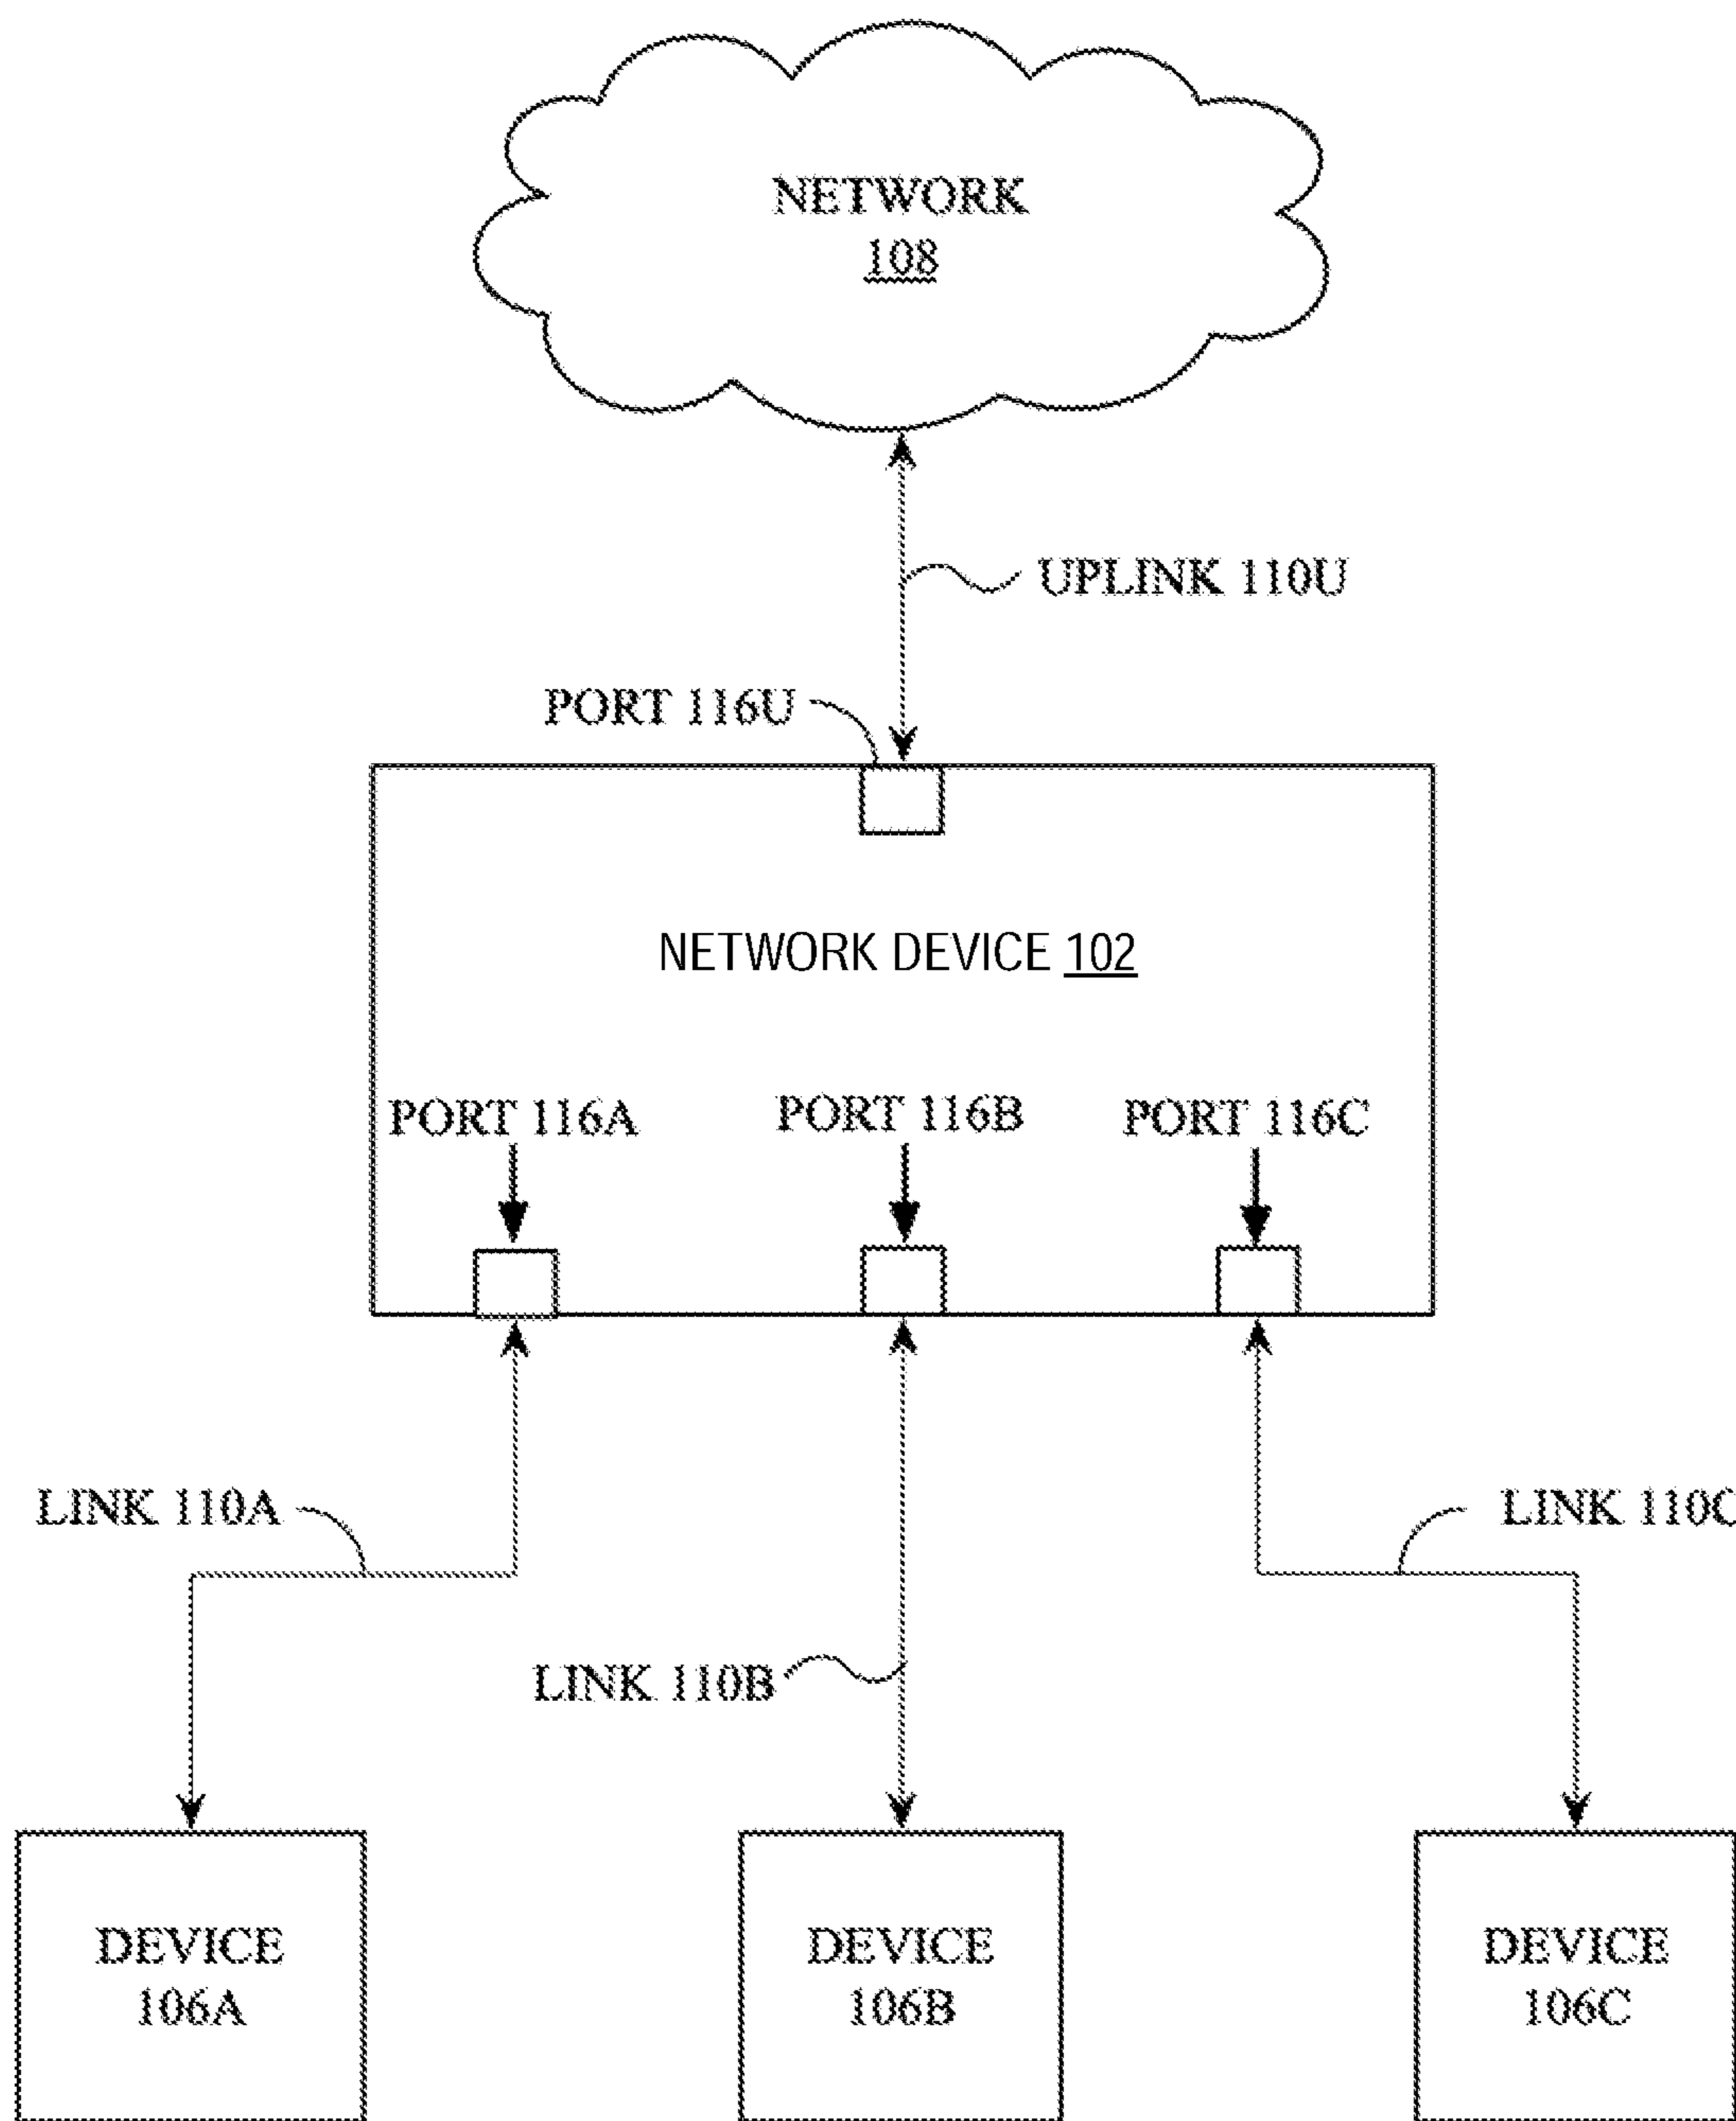 NETWORK
108
UPLINK 110U
PORT 116U
NETWORK DEVICE 102
PORT 116A
PORT 116B
PORT 116C
LINK 110A
LINK 110C
LINK 110B
DEVICE
106A
DEVICE
106B
DEVICE
106C